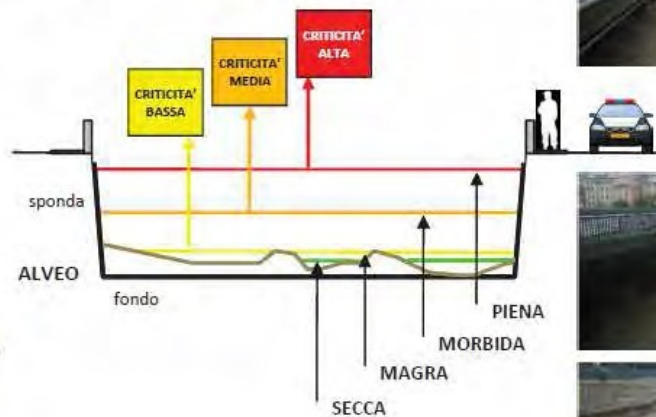 CRITICITA'
ALTA
CRITICITA'
MEDIA
CRITICITA'
BASSA
sponda
ALVEO
fondo
PIENA
MORBIDA
MAGRA
SECCA